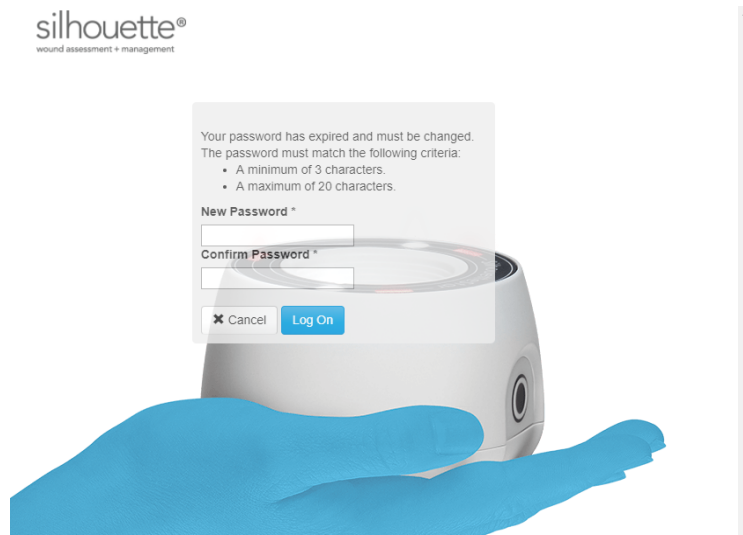 silhouette®
wound assessment + management
Your password has expired and must be changed.
The password must match the following criteria:
• A minimum of 3 characters.
• A maximum of 20 characters.
New Password *
Confirm Password *
✖ Cancel
Log On